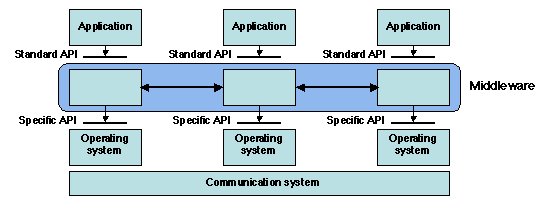 Application Application Application
Standard API Standard API Standard API
Middleware
Specific API Specific API Specific API
Operating system Operating system Operating system
Communication system